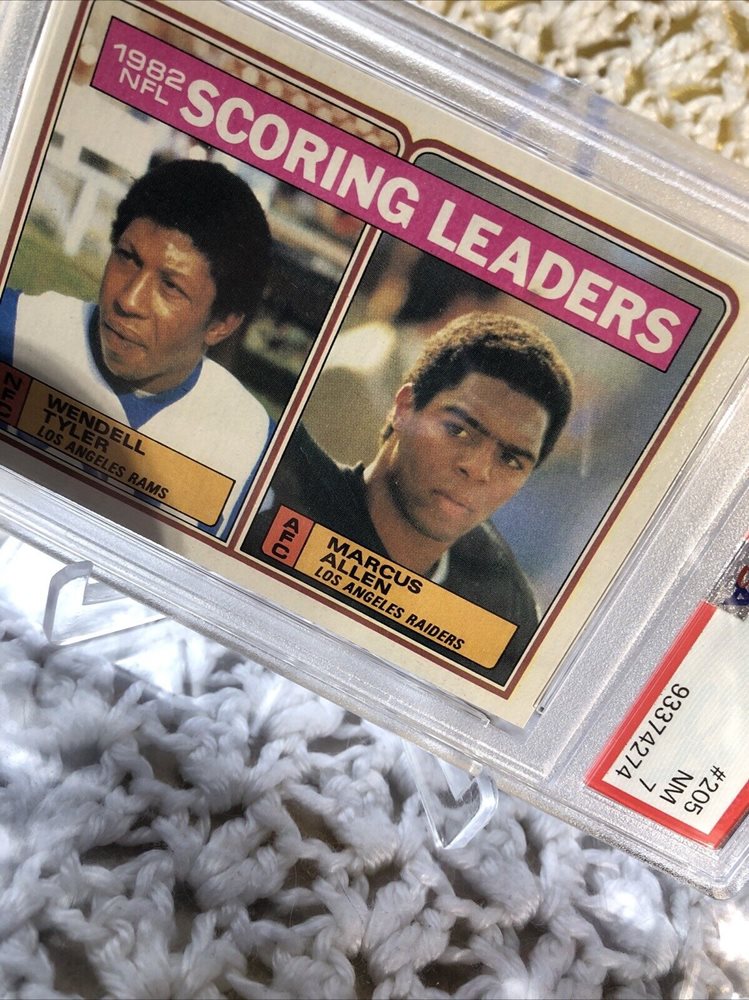 1982
NFL
SCORING LEADERS
NFC
WENDELL
TYLER
LOS ANGELES RAMS
AFC
MARCUS
ALLEN
LOS ANGELES RAIDERS
#205
NM 7
93374274